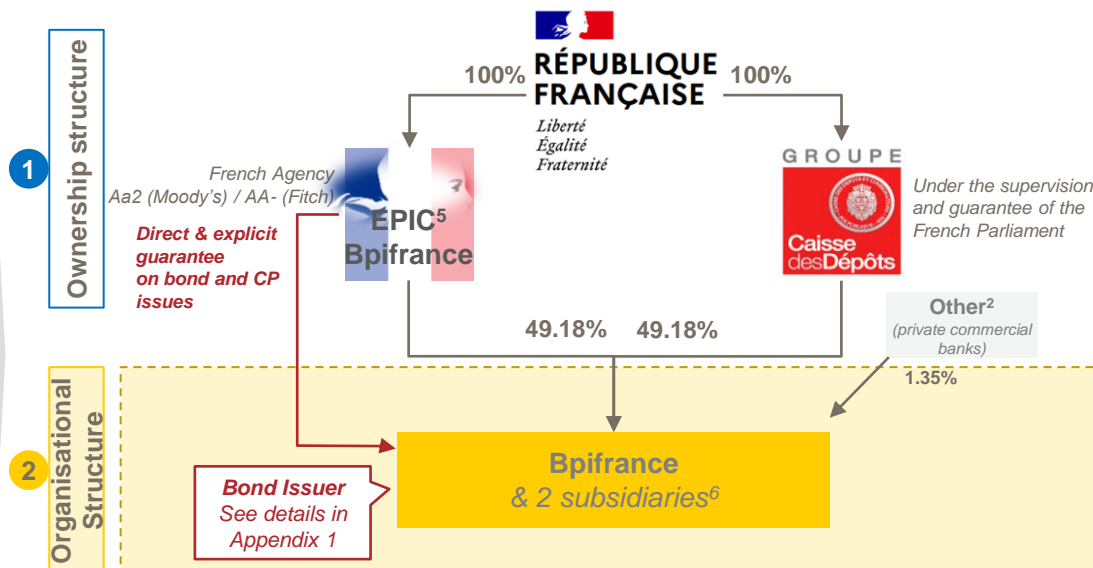 1
Ownership structure
100%
RÉPUBLIQUE
FRANÇAISE
100%
Liberté
Égalité
Fraternité
French Agency
Aa2 (Moody's) / AA- (Fitch)
Direct & explicit
guarantee
on bond and CP
issues
EPIC5
Bpifrance
GROUPE
Caisse
desDépôts
Under the supervision
and guarantee of the
French Parliament
49.18%
49.18%
Other2
(private commercial
banks)
1.35%
2
Organisational
Structure
Bpifrance
& 2 subsidiaries6
Bond Issuer
See details in
Appendix 1